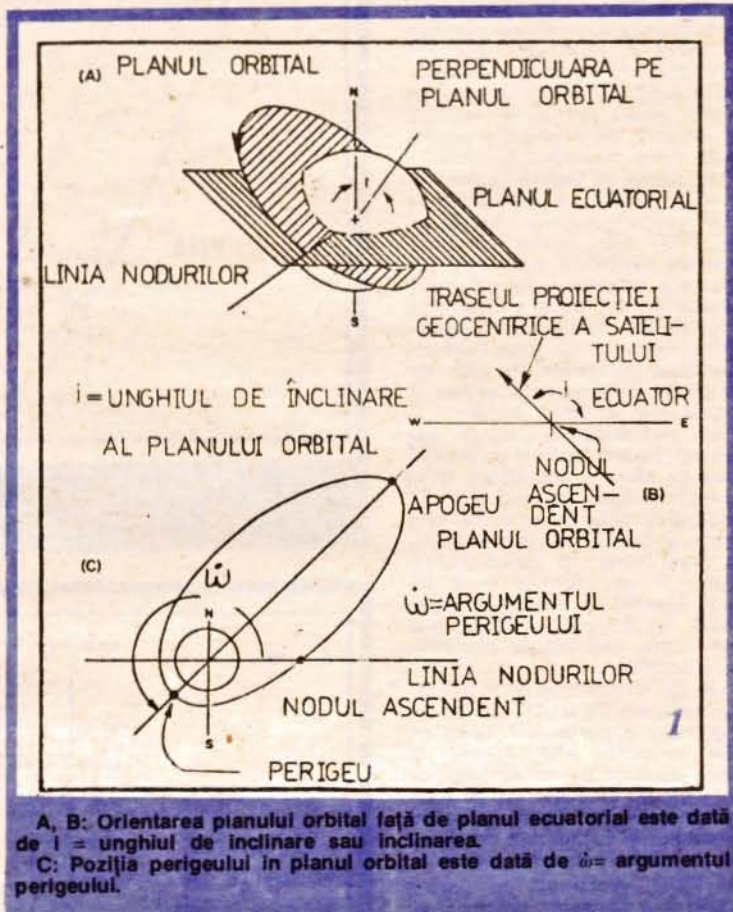 (A) PLANUL ORBITAL
PERPENDICULARA PE
PLANUL ORBITAL
N
i
PLANUL ECUATORIAL
LINIA NODURILOR
S
TRASEUL PROIECȚIEI
GEOCENTRICE A SATELI-
TULUI
i
ECUATOR
W
E
NODUL
ASCEN-
DENT
(B)
i = UNGHIUL DE ÎNCLINARE
AL PLANULUI ORBITAL
APOGEU
PLANUL ORBITAL
(C)
ω̇
N
ω̇=ARGUMENTUL
PERIGEULUI
LINIA NODURILOR
NODUL ASCENDENT
S
PERIGEU
1
A, B: Orientarea planului orbital față de planul ecuatorial este dată
de i = unghiul de inclinare sau inclinarea.
C: Poziția perigeului in planul orbital este dată de ω̇= argumentul
perigeului.